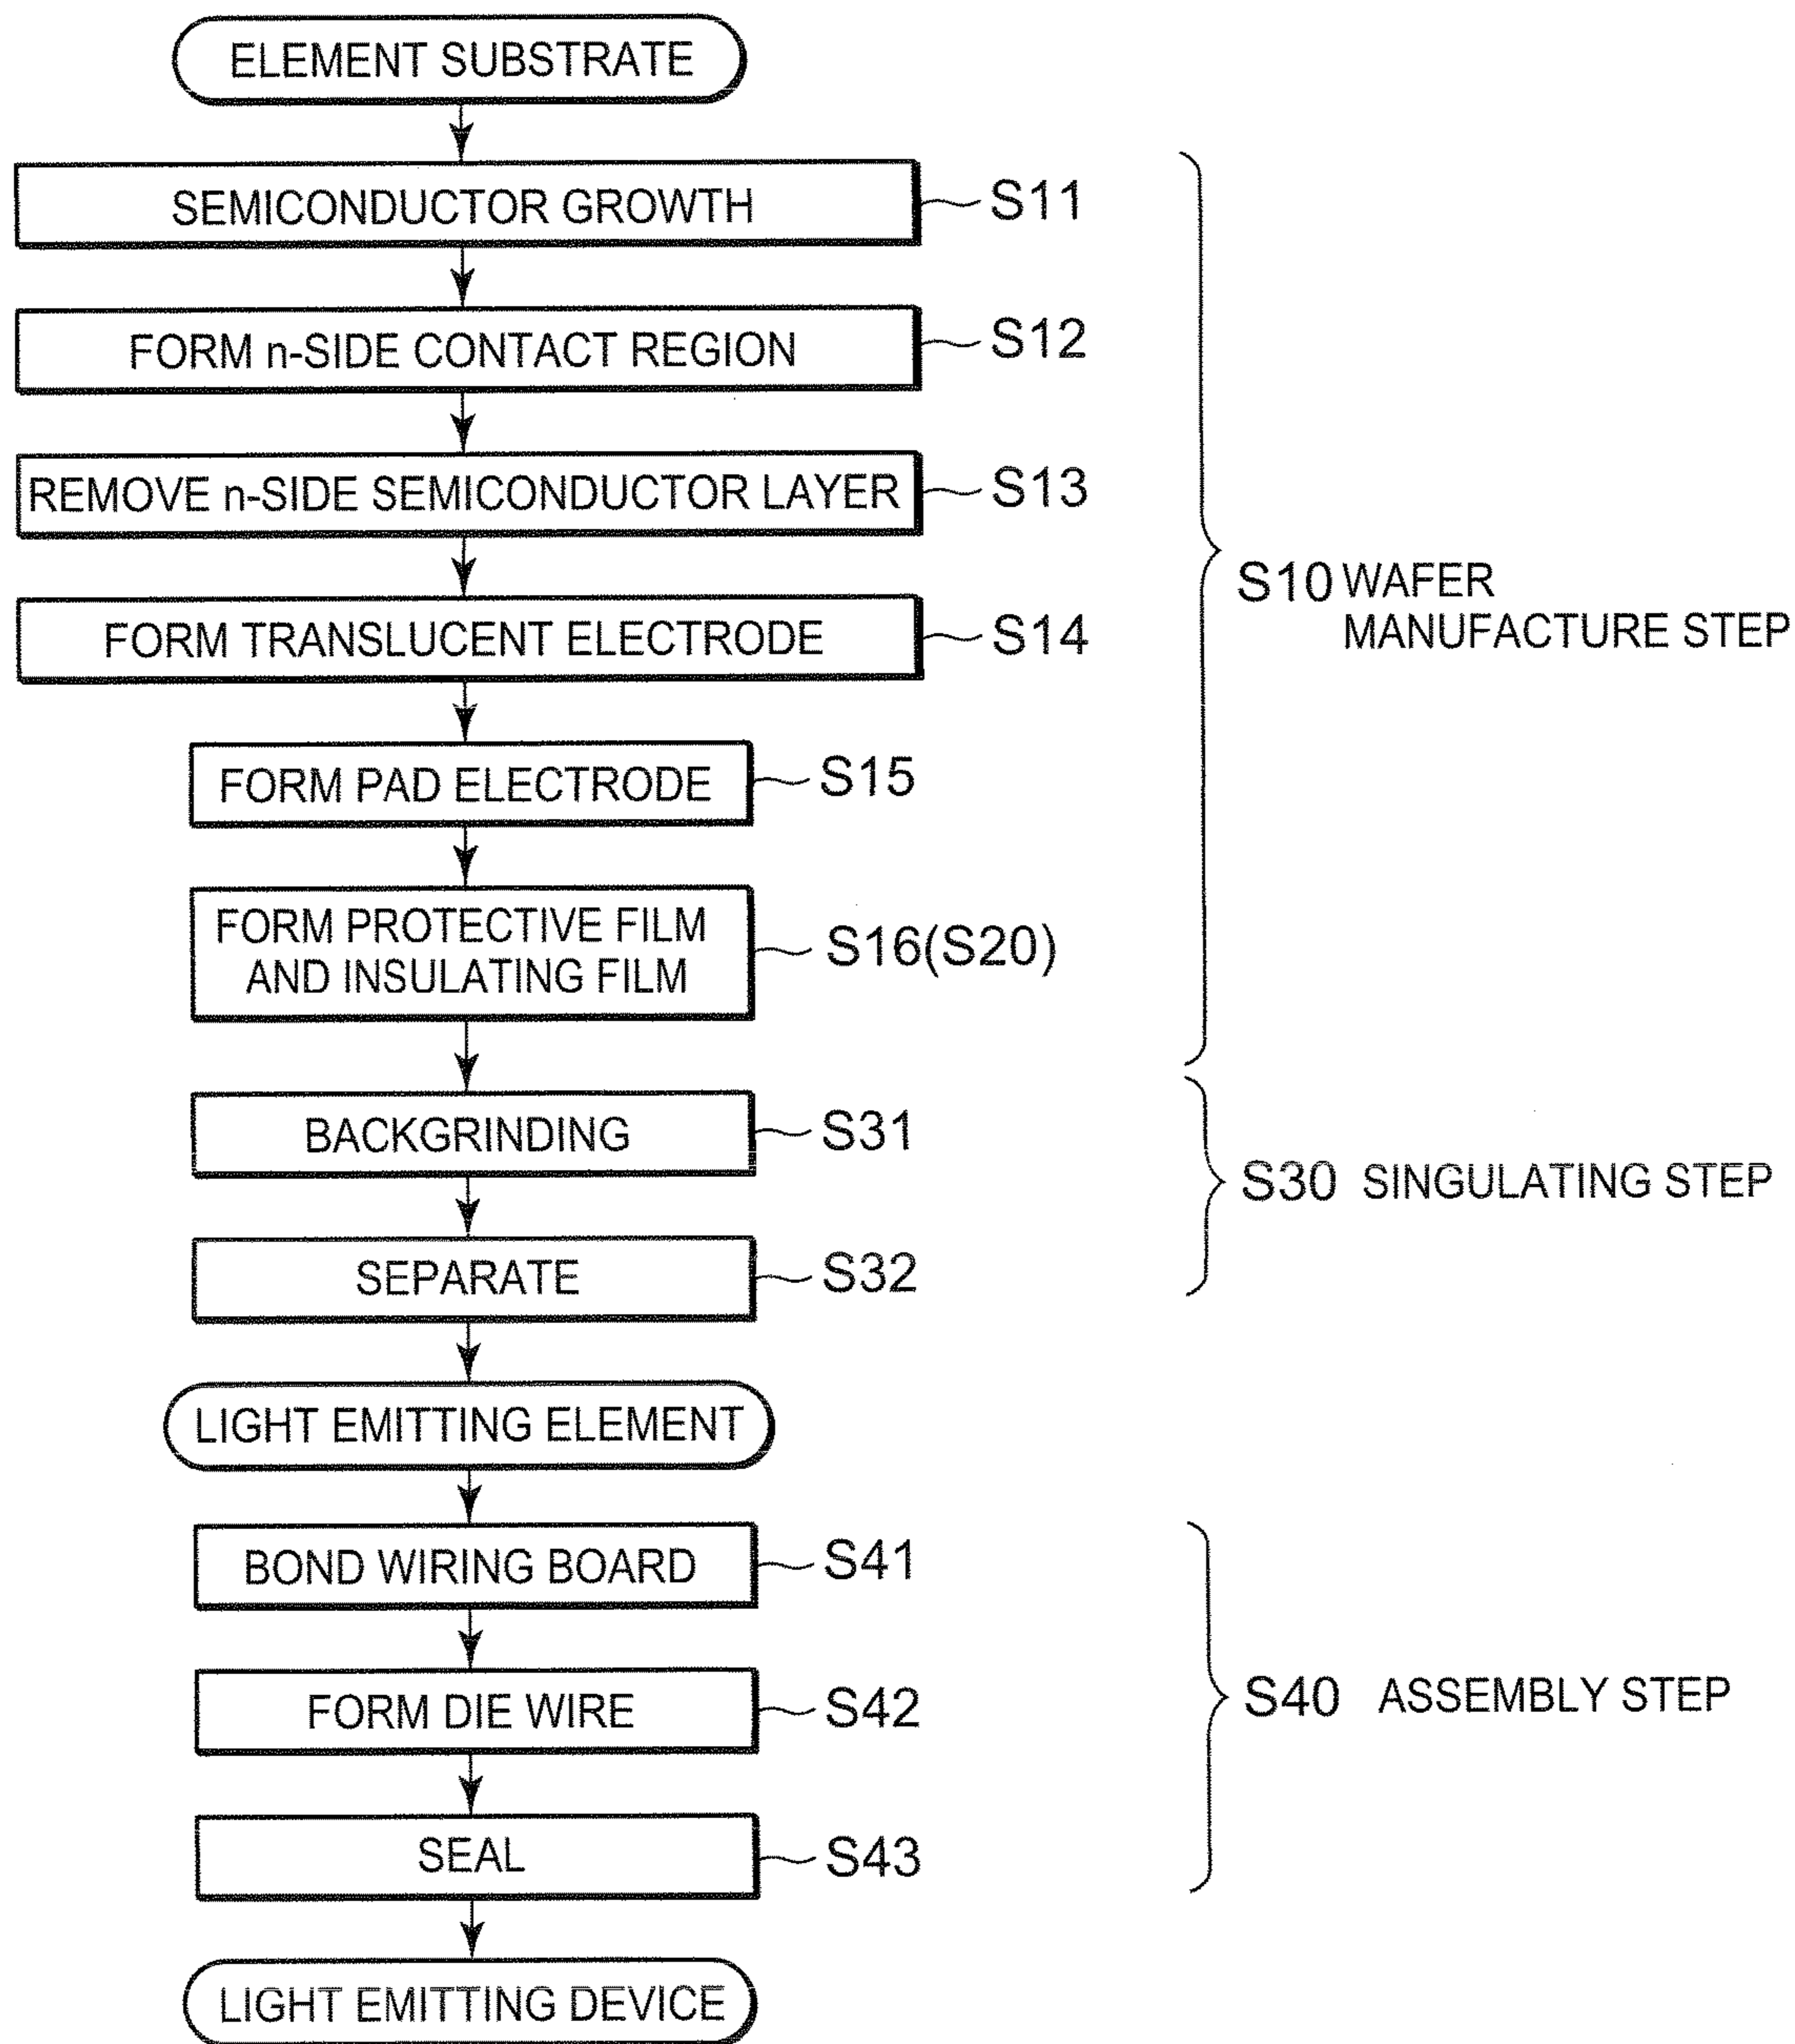 ELEMENT SUBSTRATE
SEMICONDUCTOR GROWTH
S11
FORM n-SIDE CONTACT REGION
S12
REMOVE n-SIDE SEMICONDUCTOR LAYER
S13
S10 WAFER
MANUFACTURE STEP
FORM TRANSLUCENT ELECTRODE
S14
FORM PAD ELECTRODE
S15
FORM PROTECTIVE FILM
AND INSULATING FILM
S16(S20)
BACKGRINDING
S31
S30 SINGULATING STEP
SEPARATE
S32
LIGHT EMITTING ELEMENT
BOND WIRING BOARD
S41
FORM DIE WIRE
S42
S40 ASSEMBLY STEP
SEAL
S43
LIGHT EMITTING DEVICE